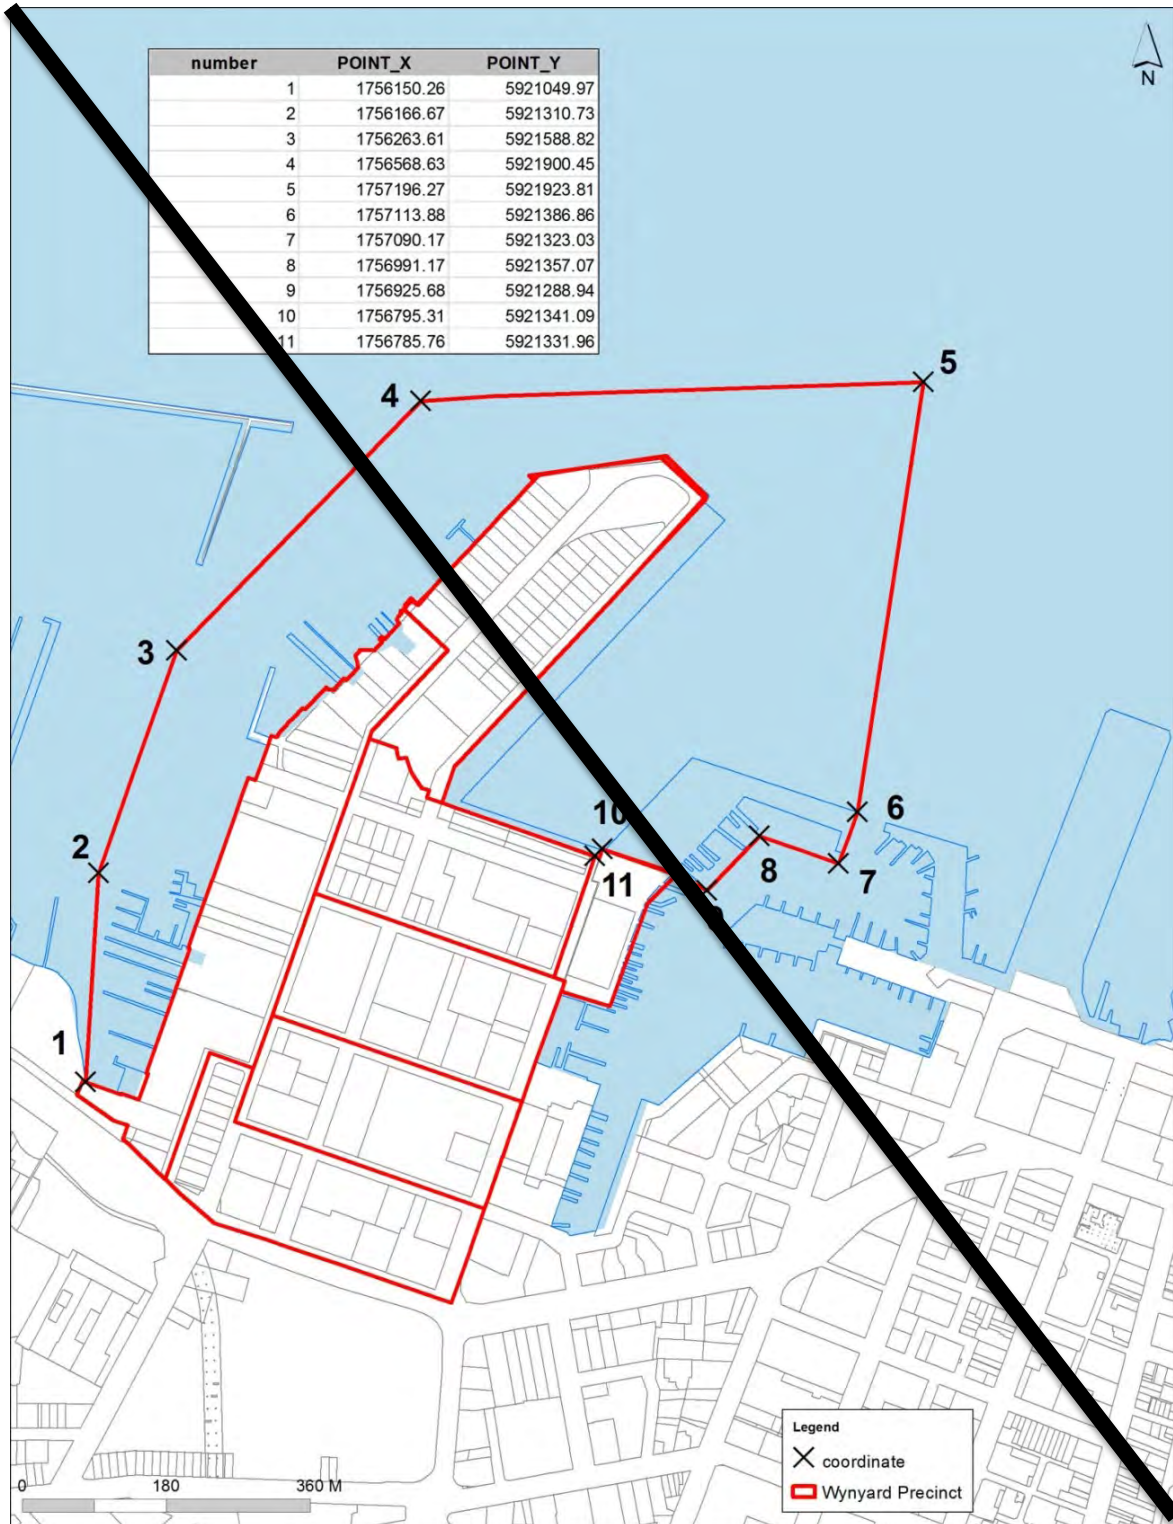 N
number POINT_X POINT_Y
1 1756150.26 5921049.97
2 1756166.67 5921310.73
3 1756263.61 5921588.82
4 1756568.63 5921900.45
5 1757196.27 5921923.81
6 1757113.88 5921386.86
7 1757090.17 5921323.03
8 1756991.17 5921357.07
9 1756925.68 5921288.94
10 1756795.31 5921341.09
11 1756785.76 5921331.96
5
4
3
10
6
2
8
7
11
9
1
Legend
coordinate
Wynyard Precinct
0 180 360 M